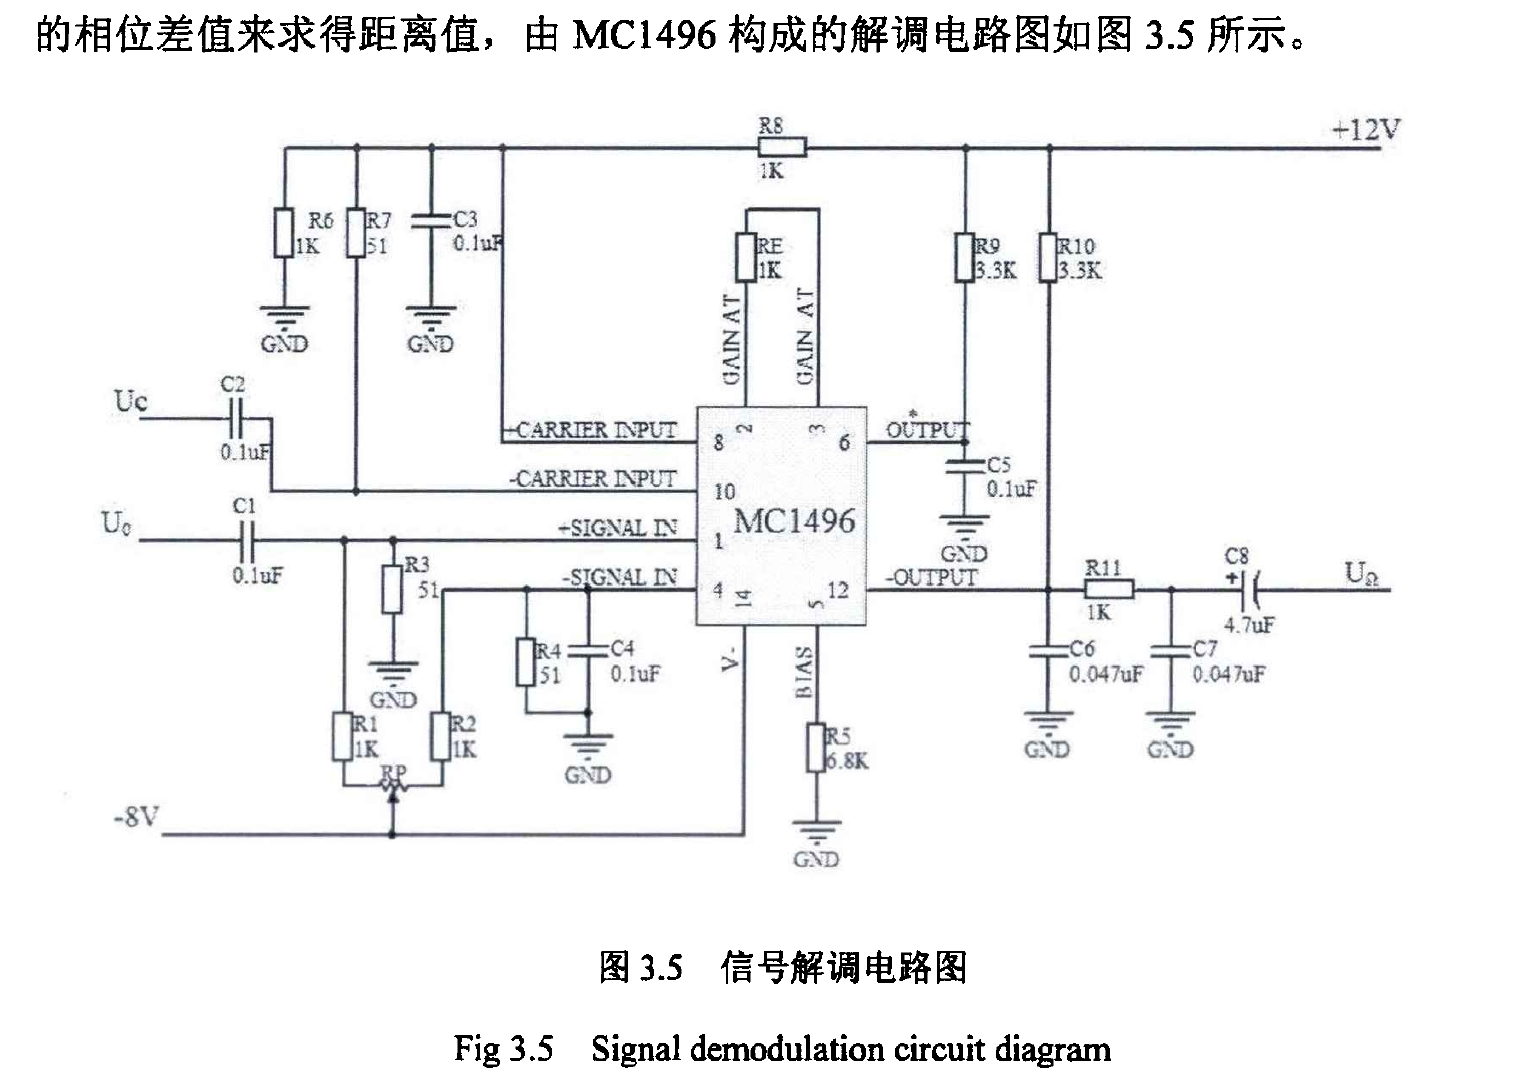 的相位差值来求得距离值，由 MC1496 构成的解调电路图如图 3.5 所示。
+12V
R8
1K
R6
1K
R7
51
C3
0.1uF
RE
1K
R9
3.3K
R10
3.3K
GND
GND
GAIN AT
GAIN AT
Uc
C2
0.1uF
+CARRIER INPUT
8
2
3
6
OUTPUT
*
-CARRIER INPUT
10
C5
0.1uF
U₀
C1
0.1uF
+SIGNAL IN
1
MC1496
GND
R3
51
-SIGNAL IN
4
14
5
12
-OUTPUT
R11
1K
C8
+
4.7uF
UΩ
R4
51
C4
0.1uF
V-
BIAS
C6
0.047uF
C7
0.047uF
GND
R1
1K
R2
1K
RP
GND
R5
6.8K
GND
GND
-8V
GND
图 3.5 信号解调电路图
Fig 3.5 Signal demodulation circuit diagram